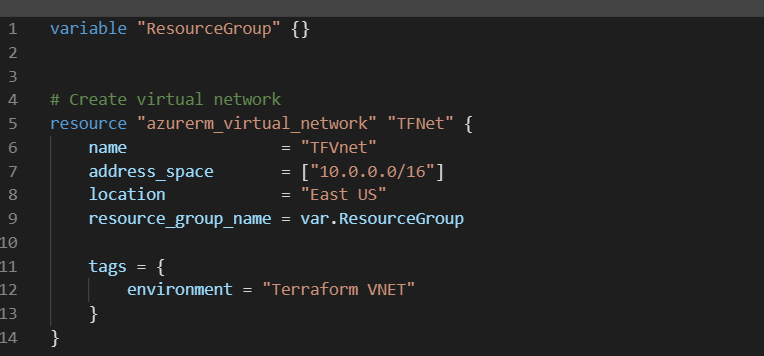 1 variable "ResourceGroup" {}
2
3
4 # Create virtual network
5 resource "azurerm_virtual_network" "TFNet" {
6     name                = "TFVnet"
7     address_space       = ["10.0.0.0/16"]
8     location            = "East US"
9     resource_group_name = var.ResourceGroup
10
11     tags = {
12         environment = "Terraform VNET"
13     }
14 }